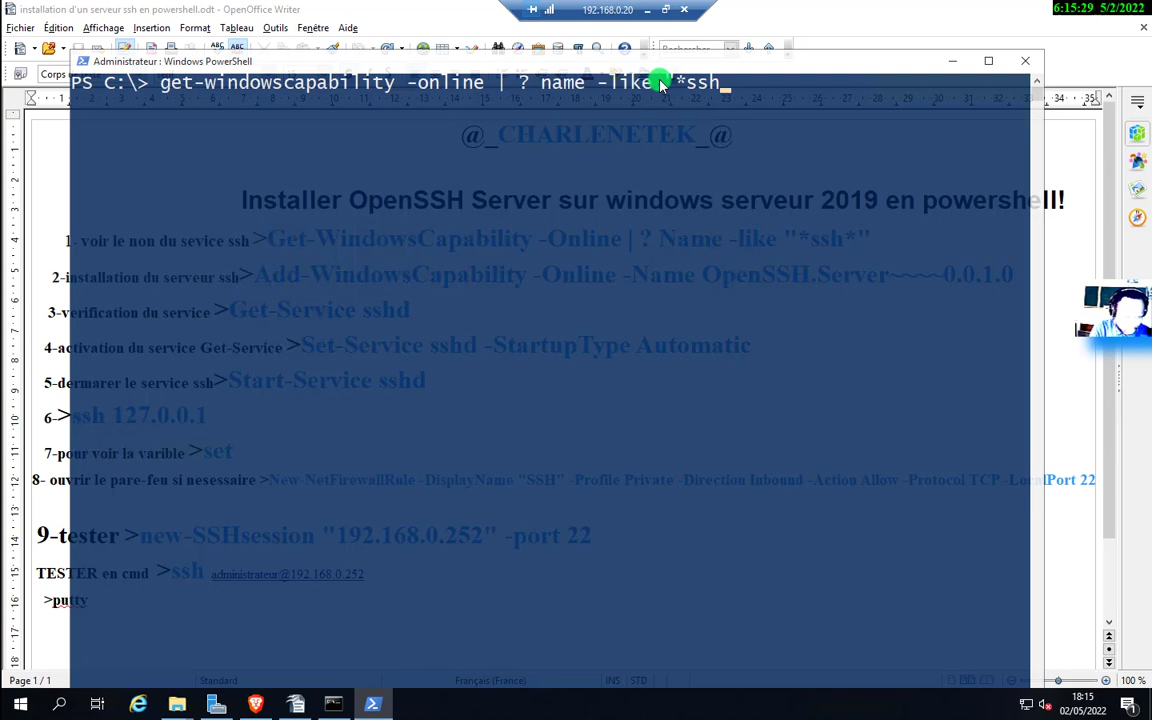 installation d'un serveur ssh en powershell.odt - OpenOffice Writer
192.168.0.20
6:15:29 5/2/2022
Fichier Édition Affichage Insertion Format Tableau Outils Fenêtre Aide
Rechercher
Administrateur : Windows PowerShell
Corps
PS C:\> get-windowscapability -online | ? name -like "*ssh_
@_CHARLENETEK_@
Installer OpenSSH Server sur windows serveur 2019 en powershell!
1- voir le non du sevice ssh >Get-WindowsCapability -Online | ? Name -like "*ssh*"
2-installation du serveur ssh>Add-WindowsCapability -Online -Name OpenSSH.Server~~~~0.0.1.0
3-verification du service >Get-Service sshd
4-activation du service Get-Service >Set-Service sshd -StartupType Automatic
5-dermarer le service ssh>Start-Service sshd
6->ssh 127.0.0.1
7-pour voir la varible >set
8- ouvrir le pare-feu si nesessaire >New-NetFirewallRule -DisplayName "SSH" -Profile Private -Direction Inbound -Action Allow -Protocol TCP -LocalPort 22
9-tester >new-SSHsession "192.168.0.252" -port 22
TESTER en cmd >ssh administrateur@192.168.0.252
>putty
Page 1 / 1 Standard Français (France) INS STD 100 %
18:15
02/05/2022
1